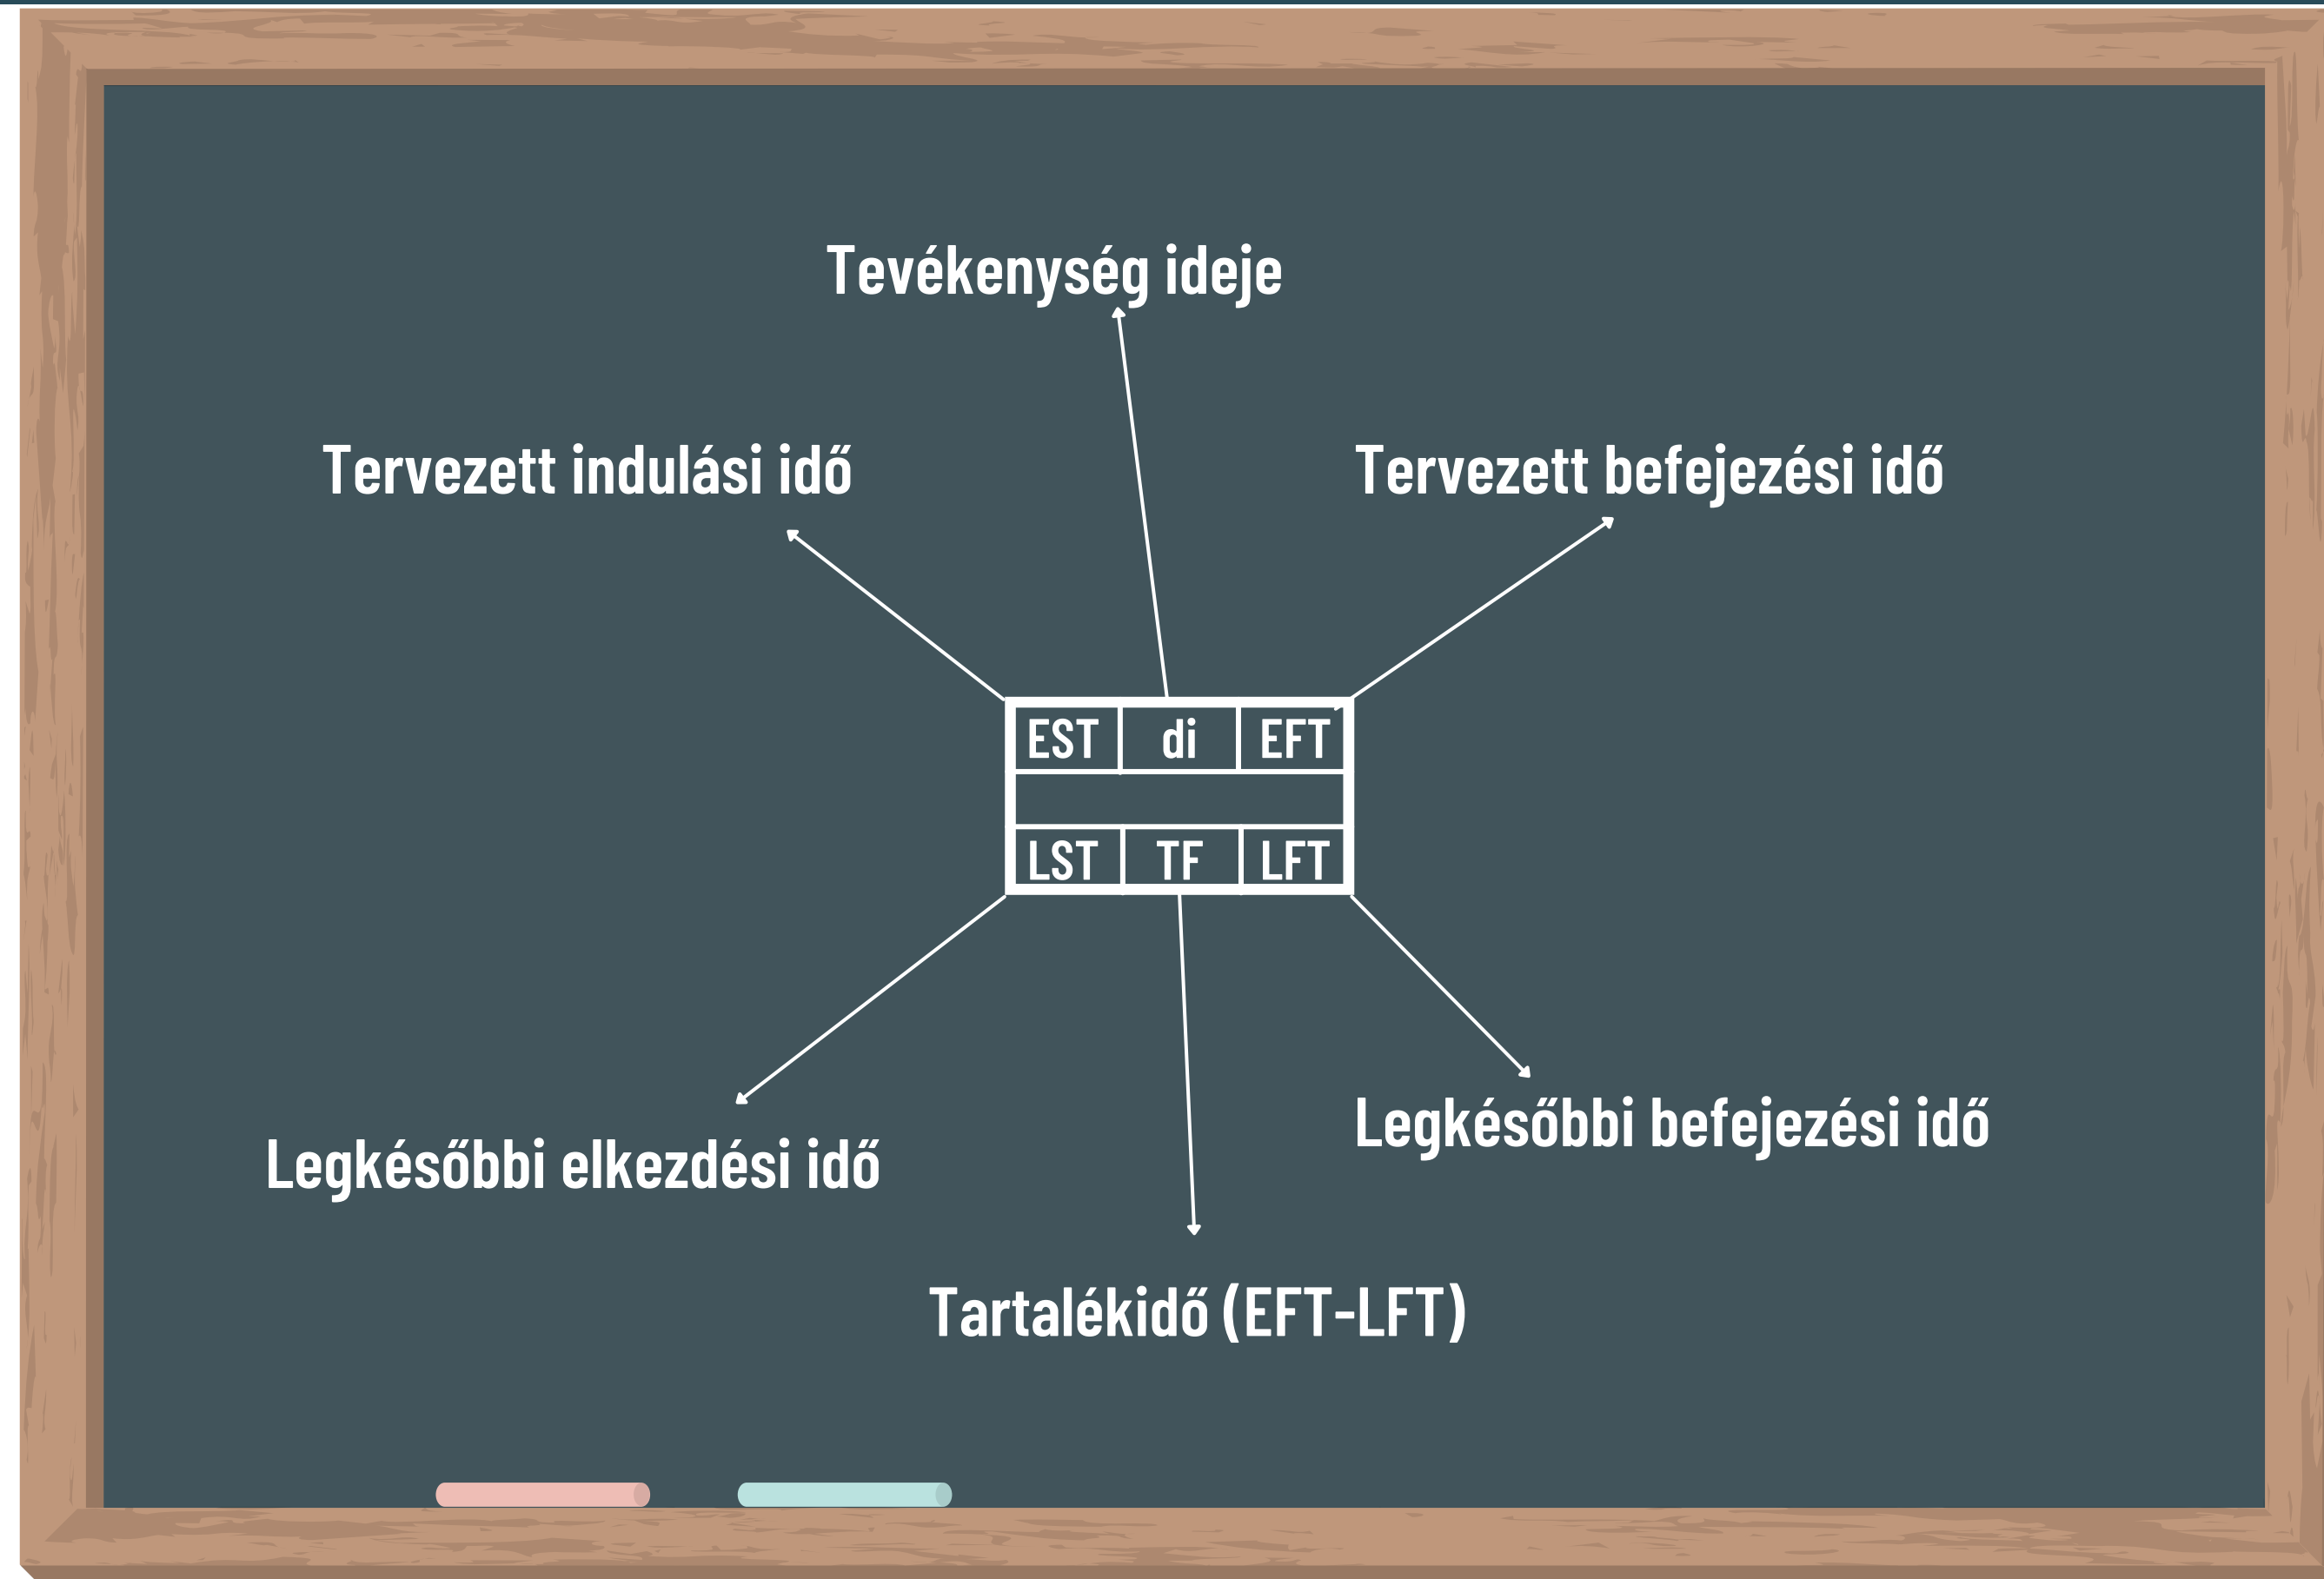 Tevékenység ideje
Tervezett indulási idő
Tervezett befejezési idő
EST di EFT
LST TF LFT
Legkésőbbi elkezdési idő
Legkésőbbi befejezési idő
Tartalékidő (EFT-LFT)